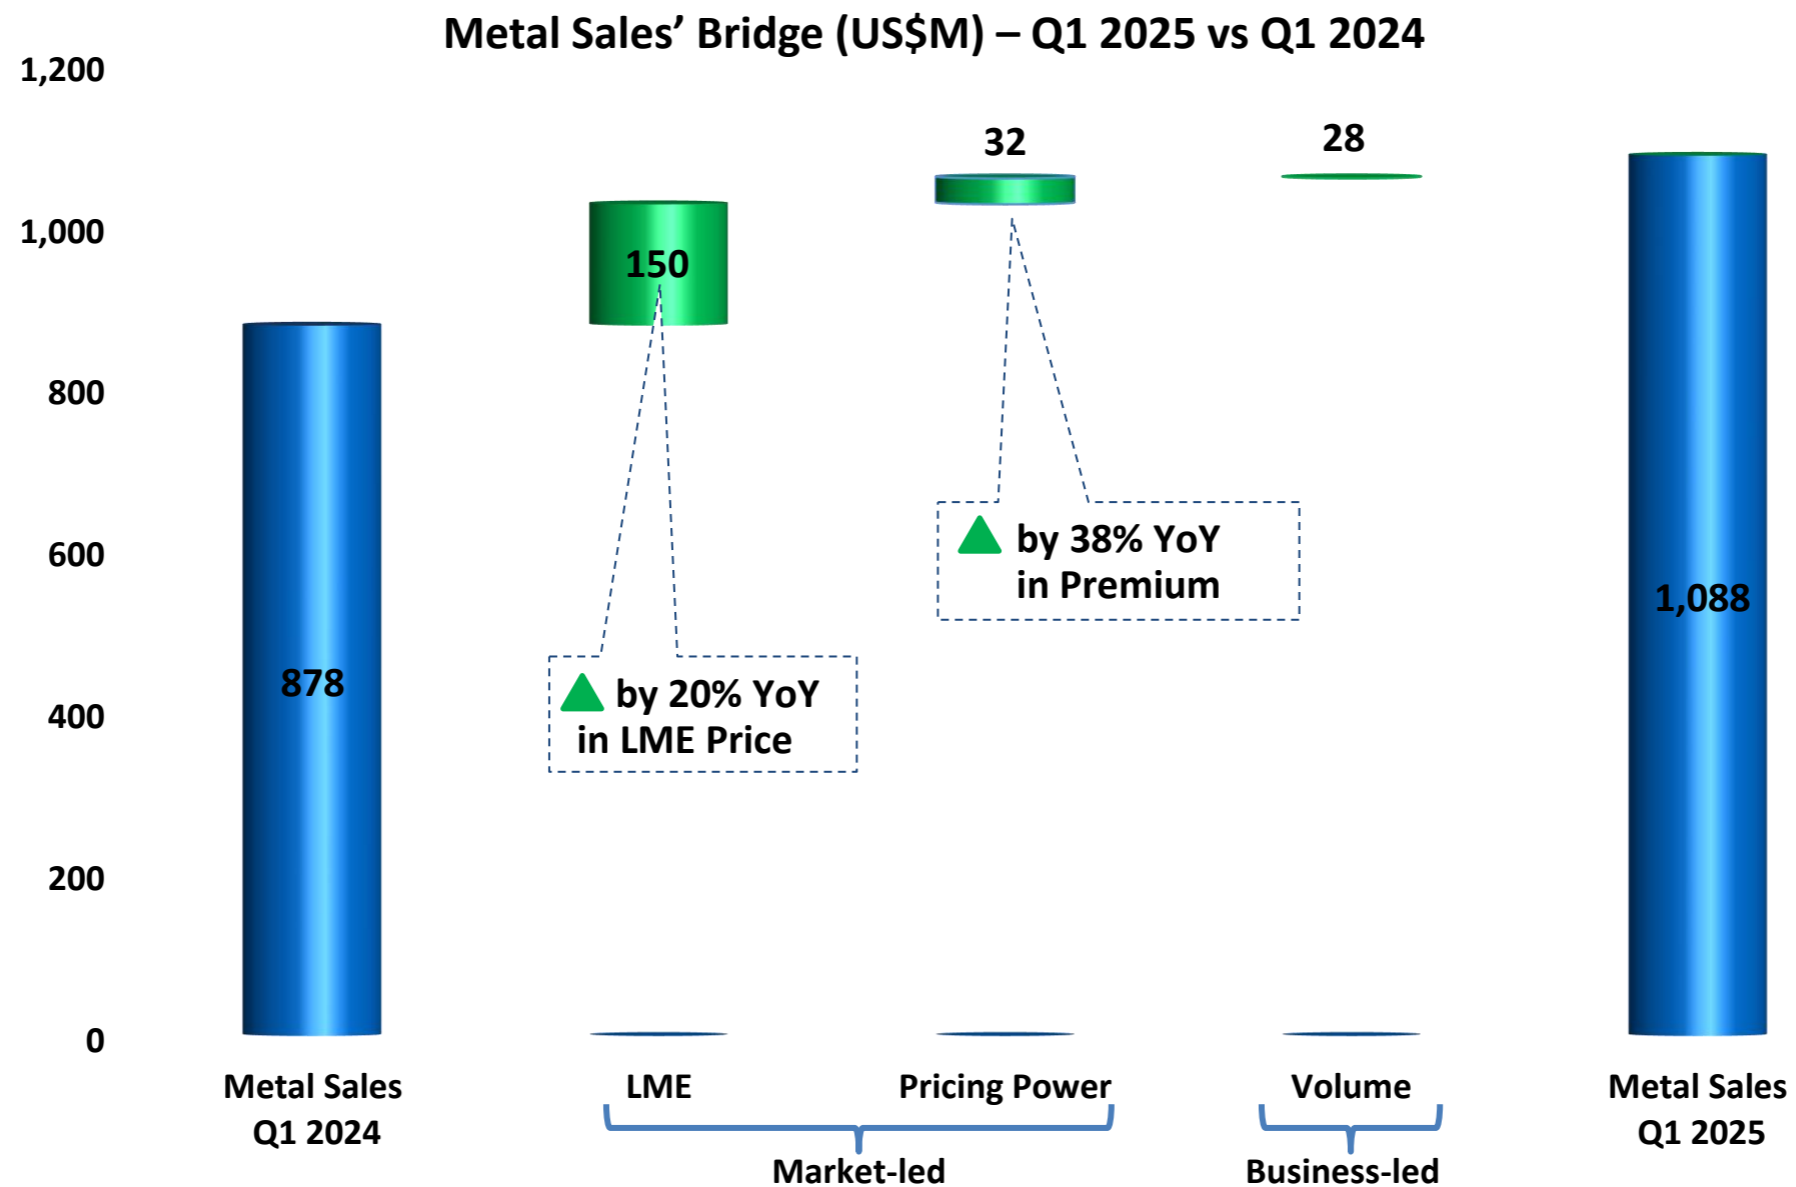 Metal Sales’ Bridge (US$M) – Q1 2025 vs Q1 2024
1,200
1,000
800
600
400
200
0
878
150
32
28
1,088
by 20% YoY
in LME Price
by 38% YoY
in Premium
Metal Sales
Q1 2024
LME
Pricing Power
Volume
Metal Sales
Q1 2025
Market-led
Business-led